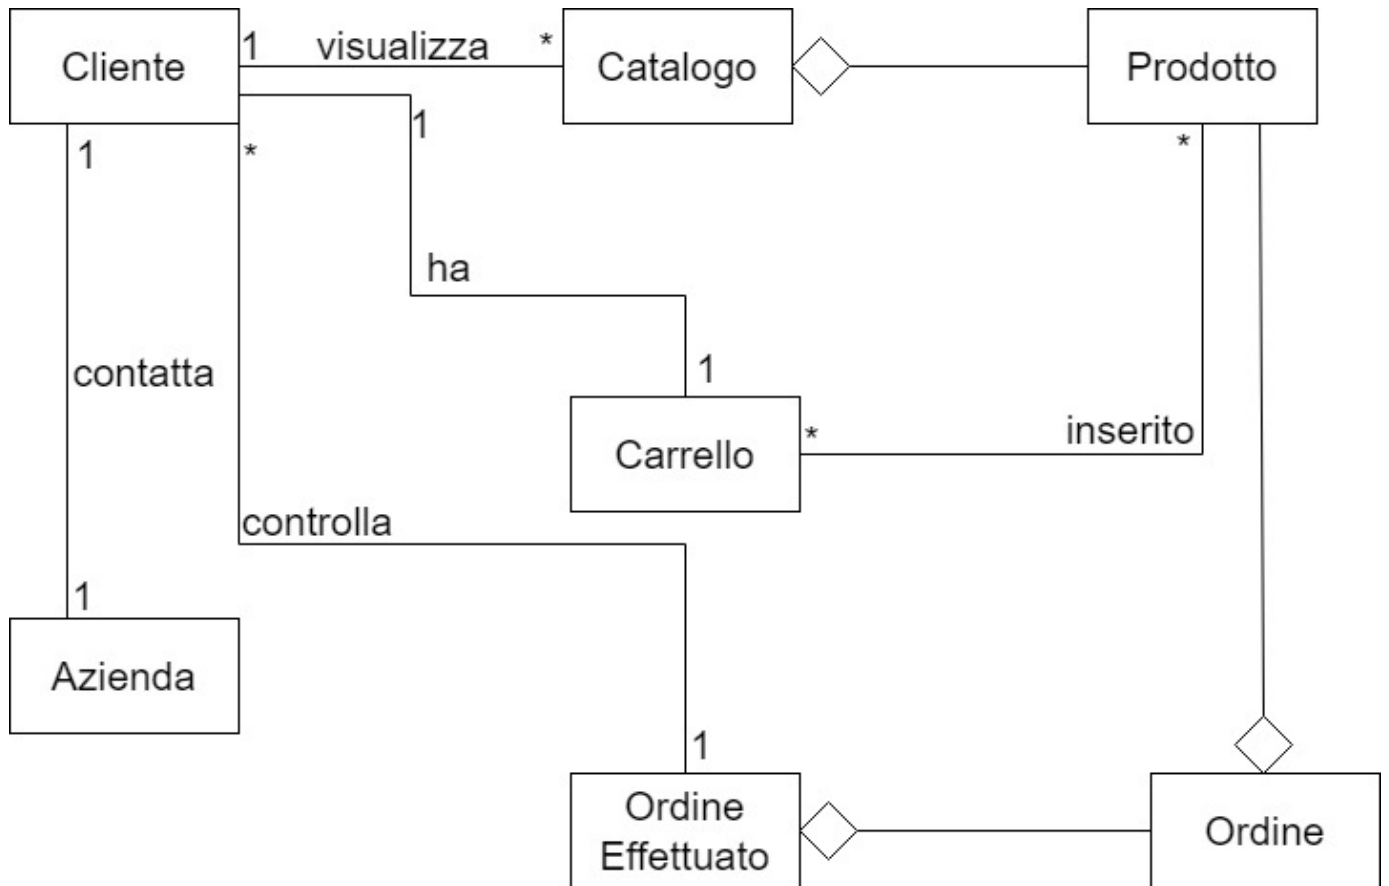 Cliente
1
visualizza
*
Catalogo
Prodotto
1
1
*
*
ha
contatta
1
inserito
*
Carrello
controlla
1
Azienda
1
Ordine
Effettuato
Ordine